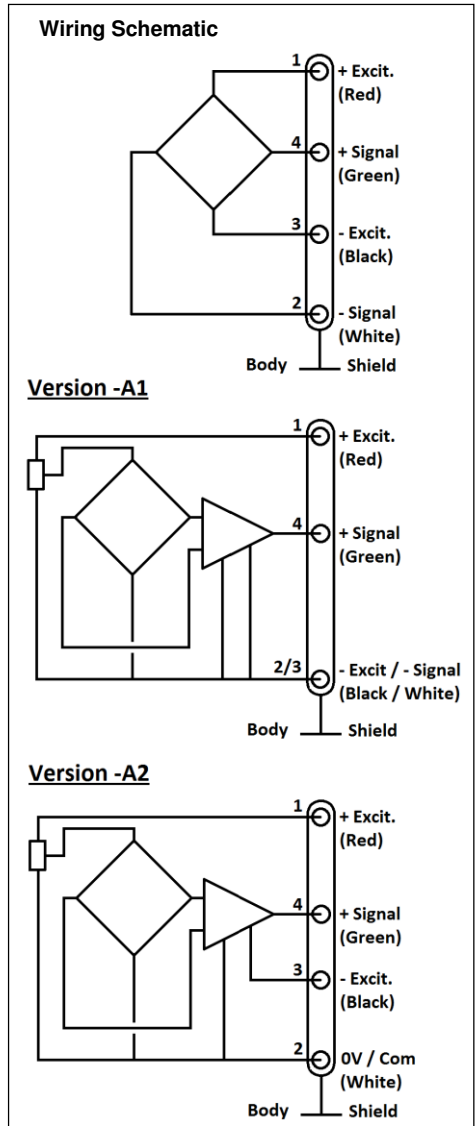 Wiring Schematic
1
+ Excit.
(Red)
4
+ Signal
(Green)
3
- Excit.
(Black)
2
- Signal
(White)
Body Shield
Version -A1
1
+ Excit.
(Red)
4
+ Signal
(Green)
2/3
- Excit / - Signal
(Black / White)
Body Shield
Version -A2
1
+ Excit.
(Red)
4
+ Signal
(Green)
3
- Excit.
(Black)
2
0V / Com
(White)
Body Shield